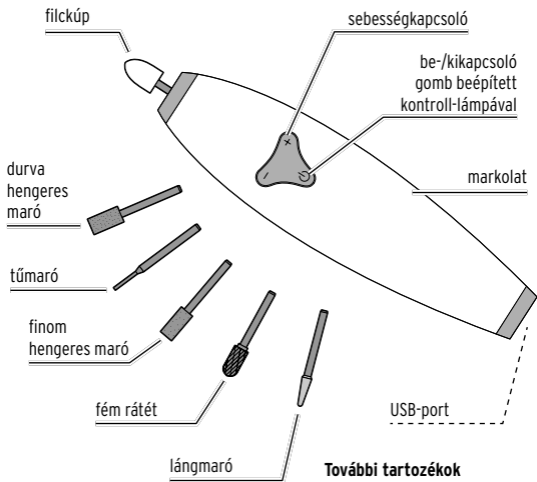 filckúp
sebességkapcsoló
be-/kikapcsoló
gomb beépített
kontroll-lámpával
markolat
durva
hengeres
maró
tűmaró
finom
hengeres maró
fém rátét
lángmaró
USB-port
További tartozékok
+
-